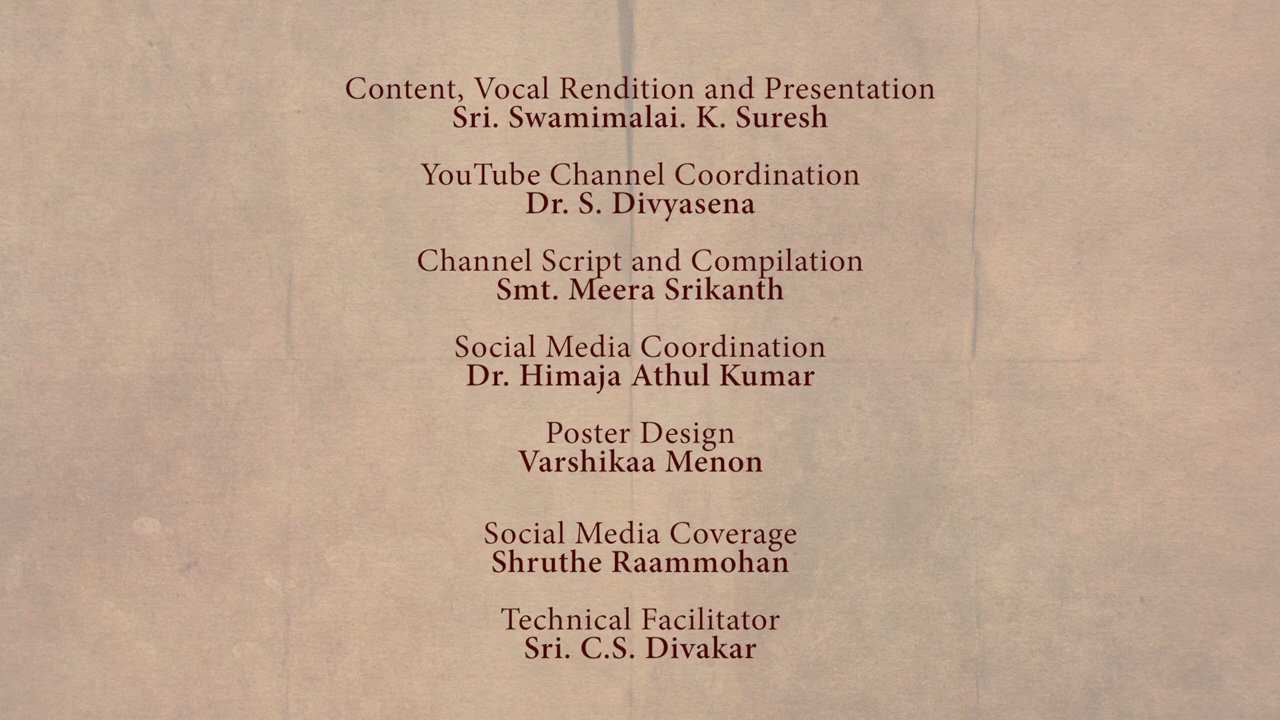 Content, Vocal Rendition and Presentation
Sri. Swamimalai. K. Suresh
YouTube Channel Coordination
Dr. S. Divyasena
Channel Script and Compilation
Smt. Meera Srikanth
Social Media Coordination
Dr. Himaja Athul Kumar
Poster Design
Varshikaa Menon
Social Media Coverage
Shruthe Raammohan
Technical Facilitator
Sri. C.S. Divakar